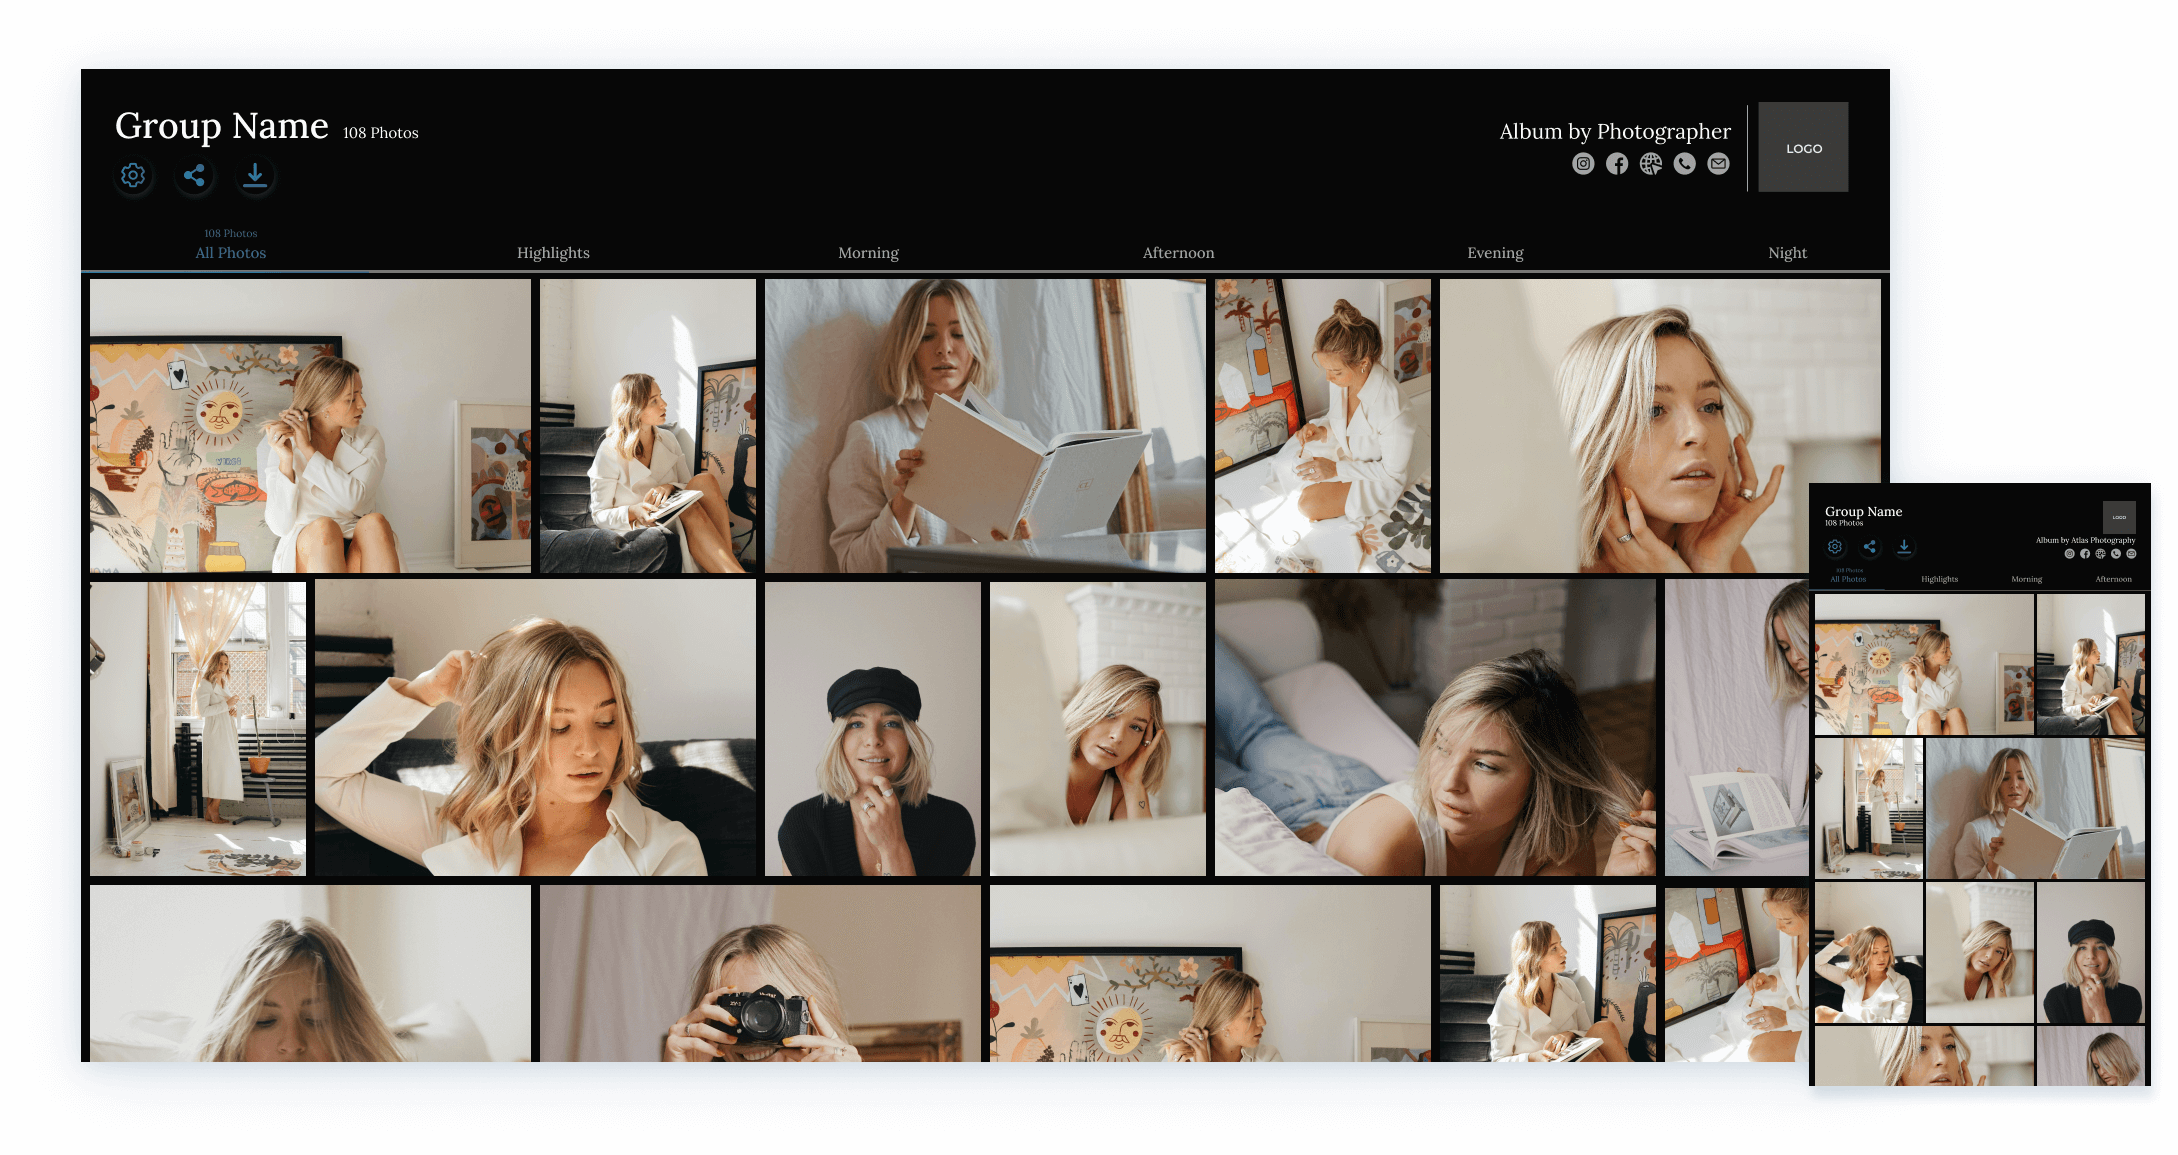 Group Name 108 Photos
Album by Photographer
LOGO
108 Photos
All Photos
Highlights
Morning
Afternoon
Evening
Night
Group Name
108 Photos
LOGO
Album by Atlas Photography
108 Photos
All Photos
Highlights
Morning
Afternoon